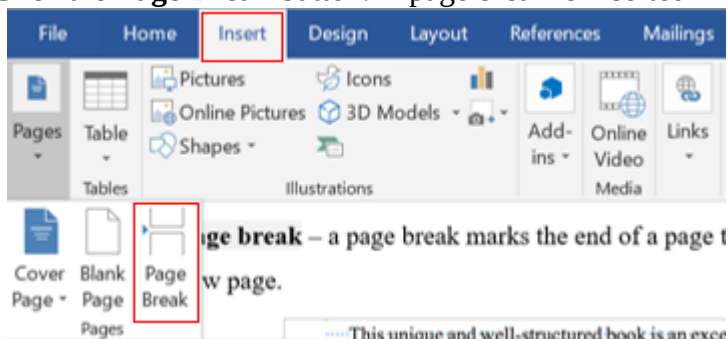 File Home Insert Design Layout References Mailings
Pictures Icons
Online Pictures 3D Models
Pages Table Shapes Add-ins Online Video Links
Tables Illustrations Media
age break – a page break marks the end of a page
Cover Page Blank Page Page Break w page.
Pages
This unique and well-structured book is an